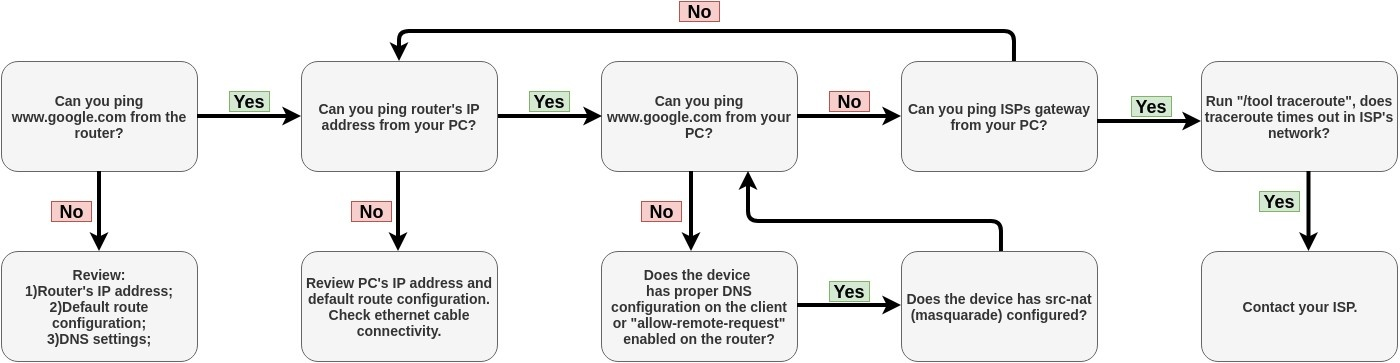 No
Can you ping
www.google.com from the
router?
Yes
Can you ping router's IP
address from your PC?
Yes
Can you ping
www.google.com from your
PC?
No
Can you ping ISPs gateway
from your PC?
Yes
Run "/tool traceroute", does
traceroute times out in ISP's
network?
No
No
No
Yes
Review:
1)Router's IP address;
2)Default route
configuration;
3)DNS settings;
Review PC's IP address and
default route configuration.
Check ethernet cable
connectivity.
Does the device
has proper DNS
configuration on the client
or "allow-remote-request"
enabled on the router?
Yes
Does the device has src-nat
(masquarade) configured?
Contact your ISP.